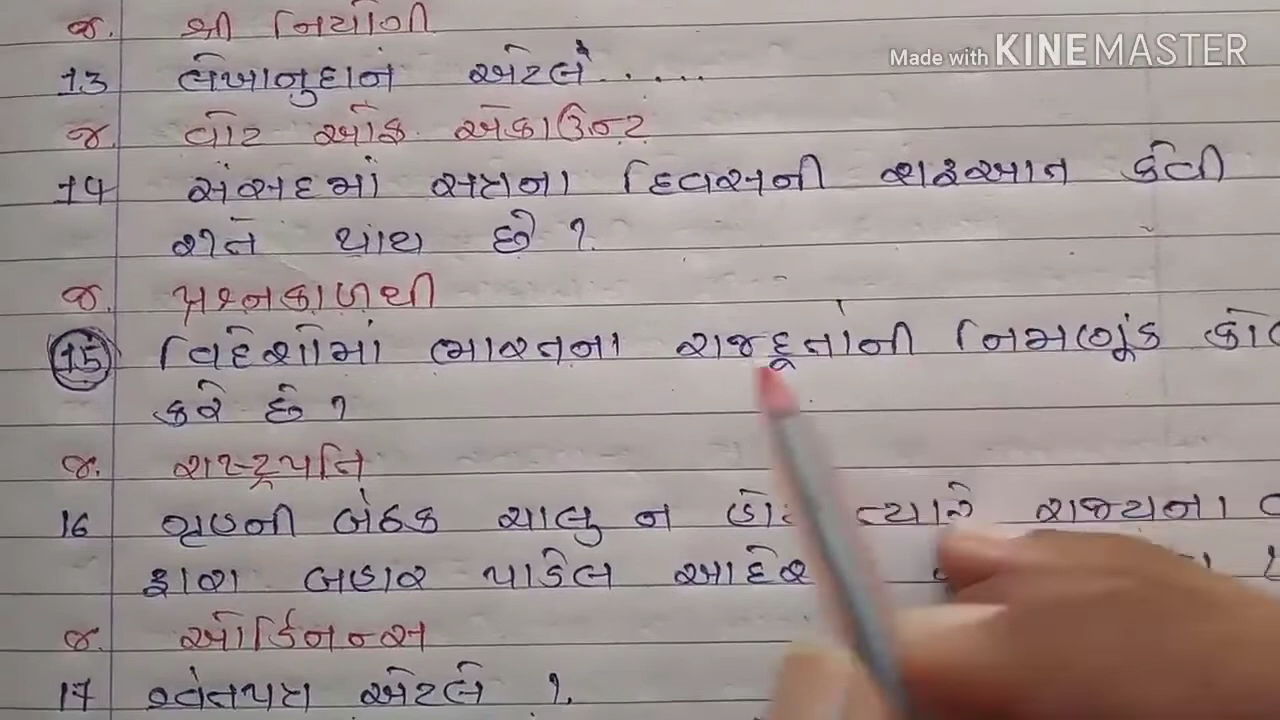 Made with KINEMASTER
જ. શ્રી નિયોગી
13 લેખાનુદાન એટલે.....
જ. વોટ ઓફ એકાઉન્ટ
14 સંસદમાં સત્રના દિવસની શરૂઆત કેવી
રીતે થાય છે ?
જ. પ્રશ્નકાળથી
15 વિદેશોમાં ભારતના રાજદૂતોની નિમણૂંક
કરે છે ?
જ. રાષ્ટ્રપતિ
16 ગૃહની બેઠક ચાલુ ન ત્યારે રાજ્યના
દ્વારા બહાર પાડેલ
જ. ઓર્ડિનન્સ
17 શ્વેતપત્ર એટલે ?